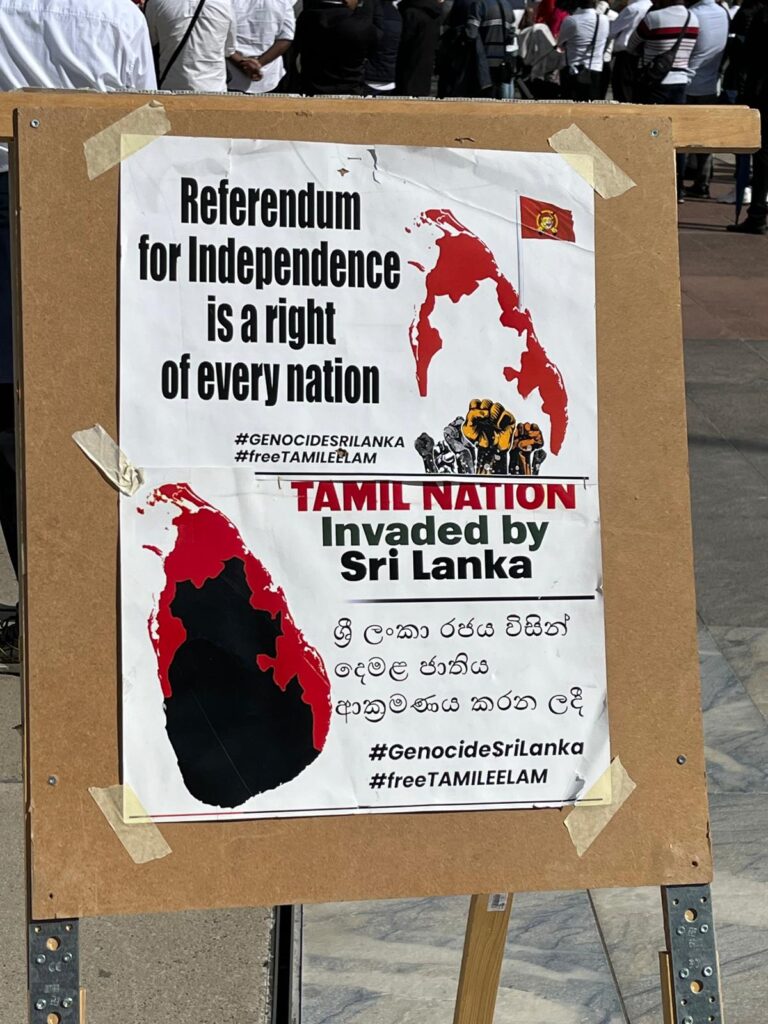 Referendum
for Independence
is a right
of every nation
#GENOCIDESRILANKA
#freeTAMILEELAM
TAMIL NATION
Invaded by
Sri Lanka
ශ්‍රී ලංකා රජය විසින්
දෙමළ ජාතිය
ආක්‍රමණය කරන ලදී
#GenocideSriLanka
#freeTAMILEELAM